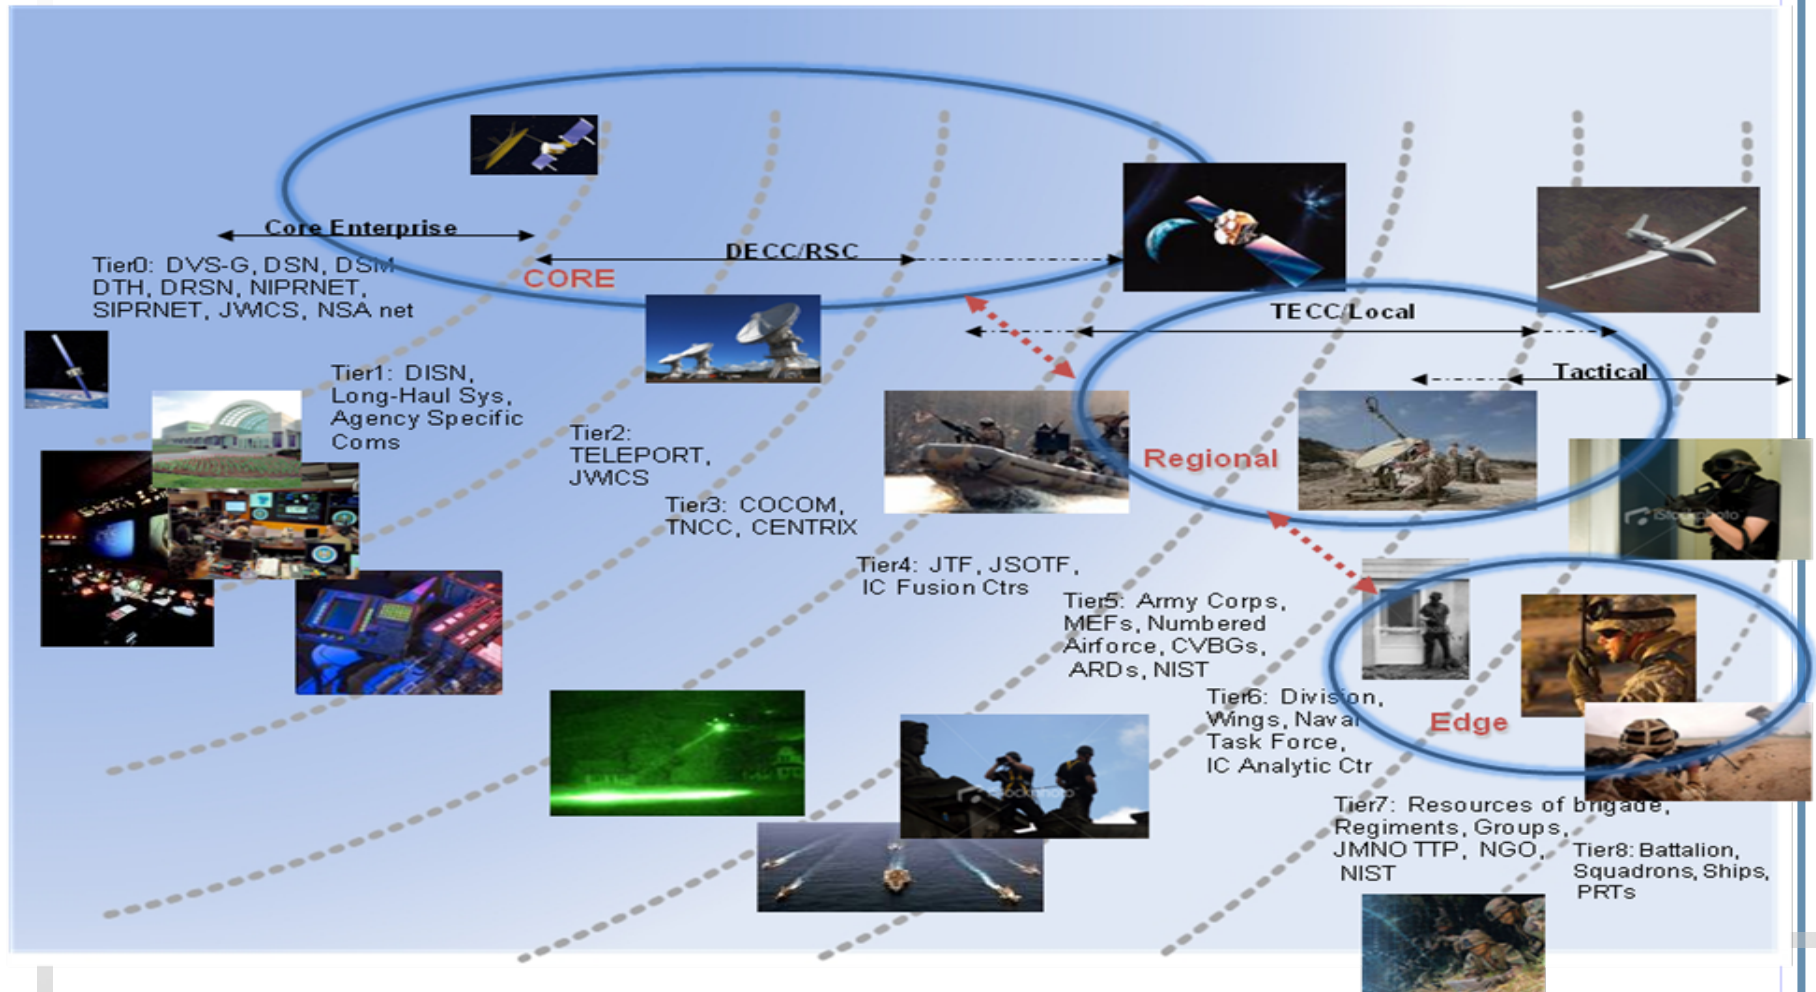 Core Enterprise
DECC/RSC
CORE
Tier0: DVS-G, DSN, DSM
DTH, DRSN, NIPRNET,
SIPRNET, JWICS, NSA net
TECC/Local
Tactical
Tier1: DISN,
Long-Haul Sys,
Agency Specific
Coms
Tier2:
TELEPORT,
JWICS
Regional
Tier3: COCOM,
TNCC, CENTRIX
iStockphoto
Tier4: JTF, JSOTF,
IC Fusion Ctrs
Tier5: Army Corps,
MEFs, Numbered
Airforce, CVBGs,
ARDs, NIST
Tier6: Division,
Wings, Naval
Task Force,
IC Analytic Ctr
Edge
iStockphoto
Tier7: Resources of brigade,
Regiments, Groups,
JMNO TTP, NGO,
NIST
Tier8: Battalion,
Squadrons, Ships,
PRTs